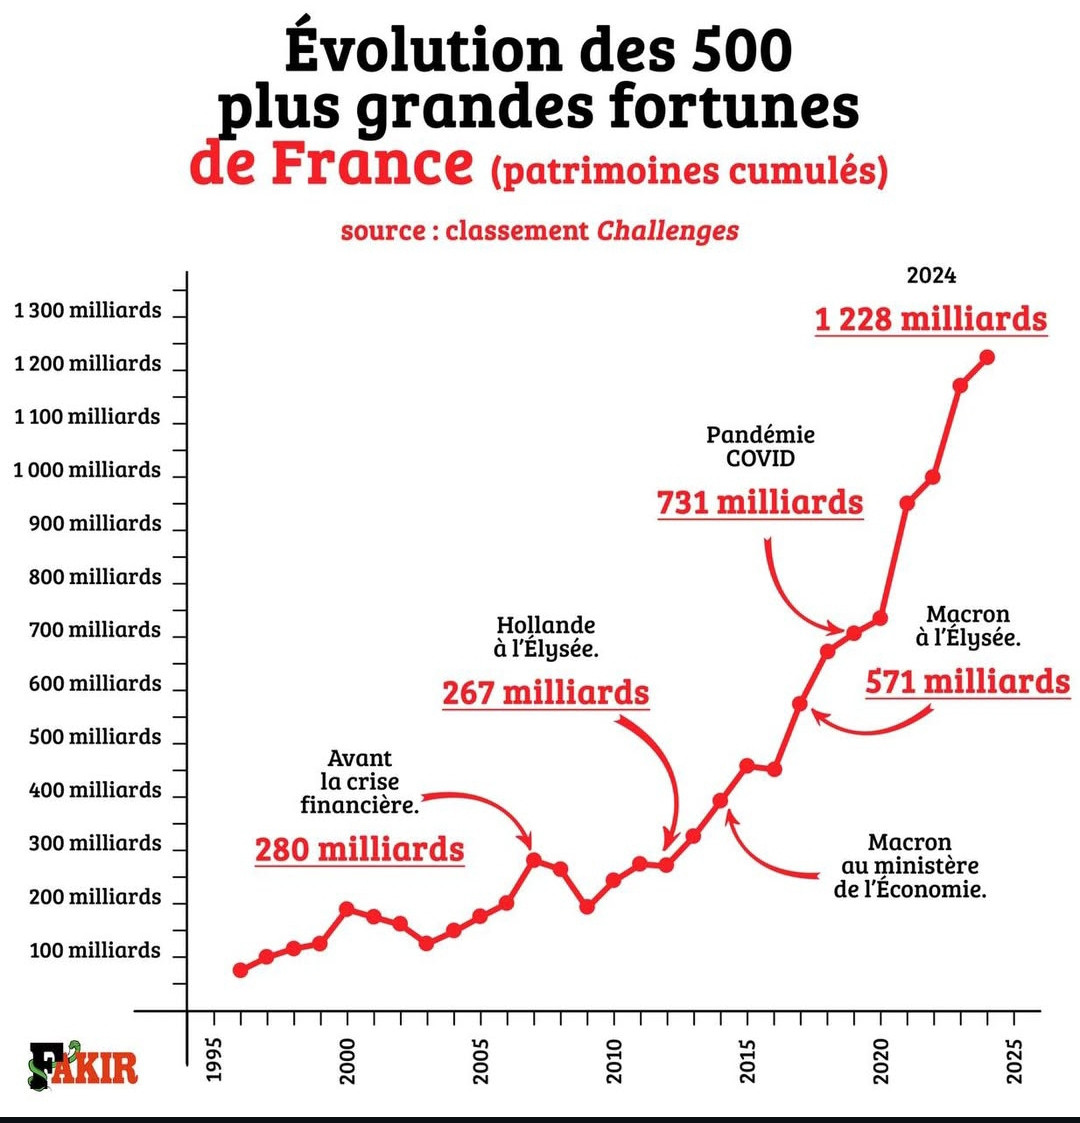 Évolution des 500
plus grandes fortunes
de France (patrimoines cumulés)
source : classement Challenges
2024
1 228 milliards
1 300 milliards
1 200 milliards
1 100 milliards
1 000 milliards
900 milliards
800 milliards
700 milliards
600 milliards
500 milliards
400 milliards
300 milliards
200 milliards
100 milliards
Pandémie
COVID
731 milliards
Macron
à l'Élysée.
571 milliards
Hollande
à l'Élysée.
267 milliards
Avant
la crise
financière.
280 milliards
Macron
au ministère
de l'Économie.
1995
2000
2005
2010
2015
2020
2025
FAKIR